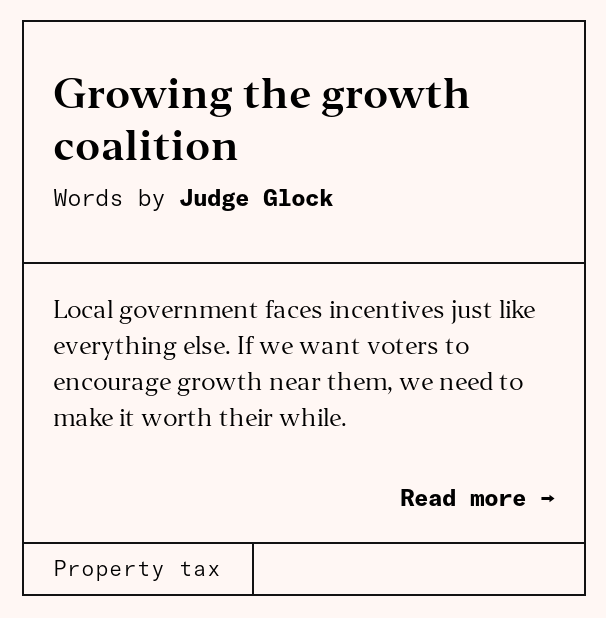 Growing the growth
coalition
Words by Judge Glock
Local government faces incentives just like
everything else. If we want voters to
encourage growth near them, we need to
make it worth their while.
Read more →
Property tax